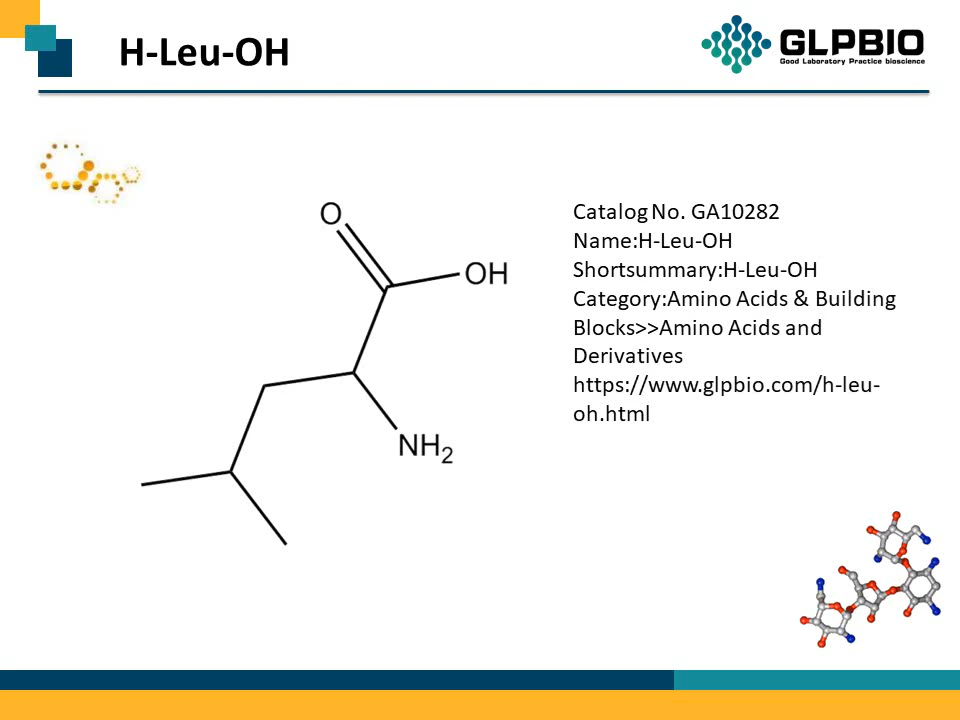 H-Leu-OH
GLPBIO
Good Laboratory Practice bioscience
O
OH
NH2
Catalog No. GA10282
Name:H-Leu-OH
Shortsummary:H-Leu-OH
Category:Amino Acids & Building
Blocks>>Amino Acids and
Derivatives
https://www.glpbio.com/h-leu-
oh.html